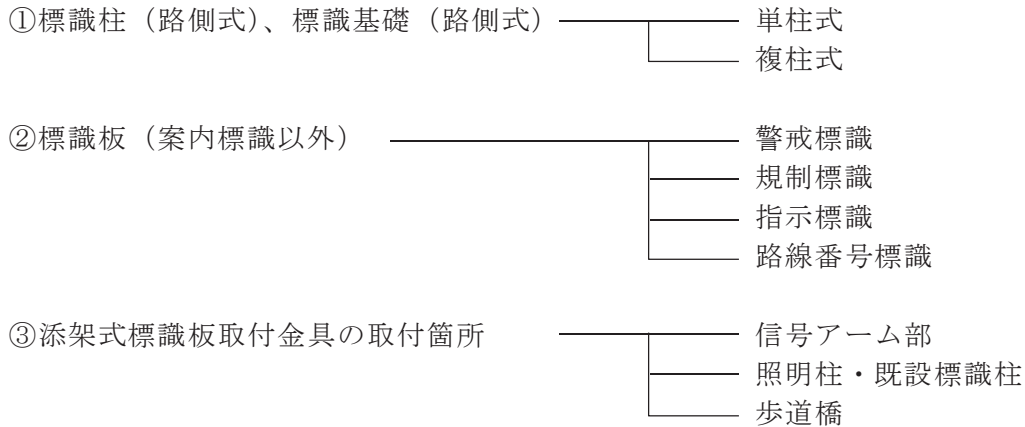 ①標識柱（路側式）、標識基礎（路側式）　単柱式
複柱式
②標識板（案内標識以外）　警戒標識
規制標識
指示標識
路線番号標識
③添架式標識板取付金具の取付箇所　信号アーム部
照明柱・既設標識柱
歩道橋